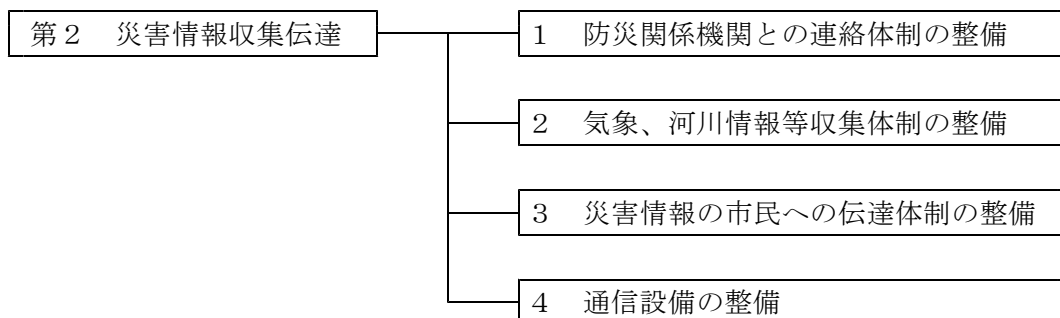 第２　災害情報収集伝達
１　防災関係機関との連絡体制の整備
２　気象、河川情報等収集体制の整備
３　災害情報の市民への伝達体制の整備
４　通信設備の整備